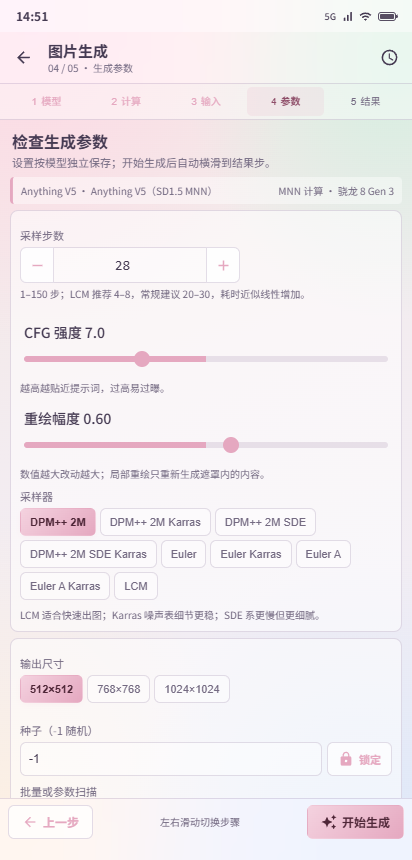 14:51
5G
图片生成
04 / 05 • 生成参数
1 模型
2 计算
3 输入
4 参数
5 结果
检查生成参数
设置按模型独立保存；开始生成后自动横滑到结果步。
Anything V5 • Anything V5（SD1.5 MNN）
MNN 计算 • 骁龙 8 Gen 3
采样步数
28
1–150 步；LCM 推荐 4–8，常规建议 20–30，耗时近似线性增加。
CFG 强度 7.0
越高越贴近提示词，过高易过曝。
重绘幅度 0.60
数值越大改动越大；局部重绘只重新生成遮罩内的内容。
采样器
DPM++ 2M
DPM++ 2M Karras
DPM++ 2M SDE
DPM++ 2M SDE Karras
Euler
Euler Karras
Euler A
Euler A Karras
LCM
LCM 适合快速出图；Karras 噪声表细节更稳；SDE 系更慢但更细腻。
输出尺寸
512×512
768×768
1024×1024
种子（-1 随机）
-1
锁定
批量或参数扫描
上一步
左右滑动切换步骤
开始生成